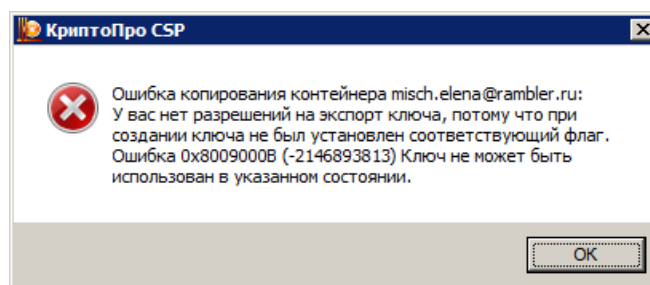 КриптоПро CSP
Ошибка копирования контейнера misch.elena@rambler.ru:
У вас нет разрешений на экспорт ключа, потому что при
создании ключа не был установлен соответствующий флаг.
Ошибка 0x8009000B (-2146893813) Ключ не может быть
использован в указанном состоянии.
OK